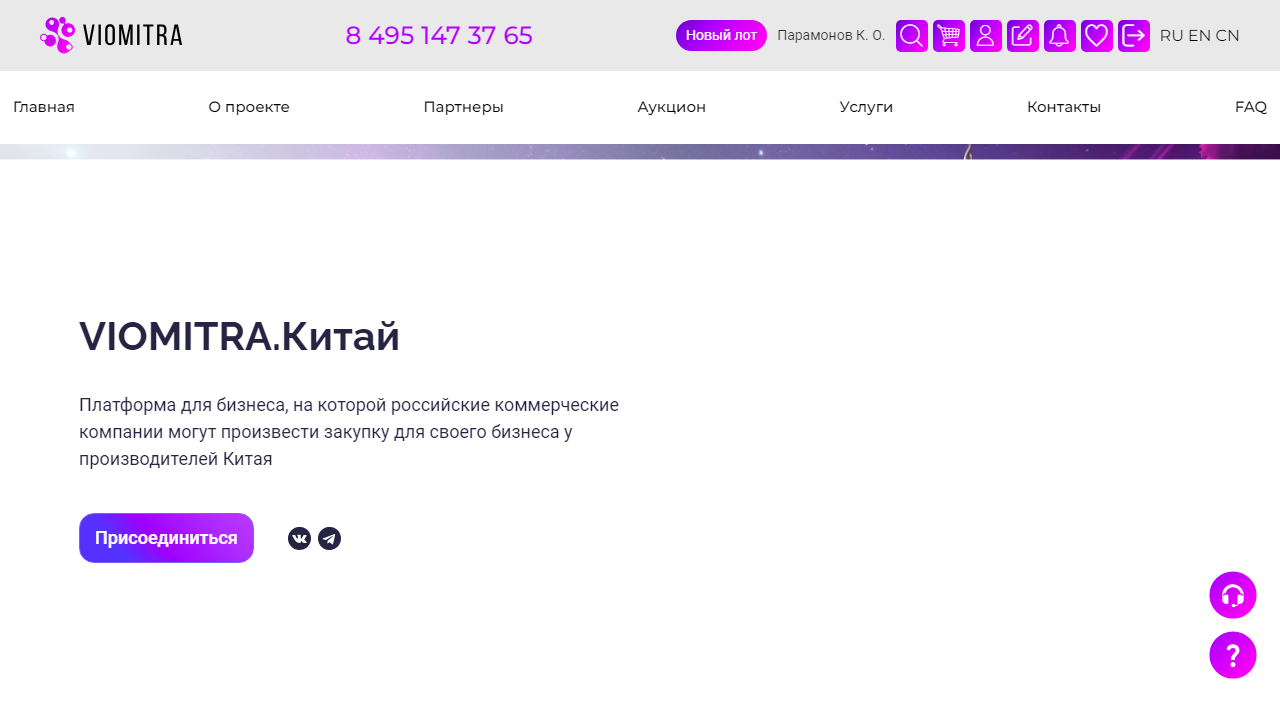 VIOMITRA
8 495 147 37 65
Новый лот
Парамонов К. О.
RU EN CN
Главная
О проекте
Партнеры
Аукцион
Услуги
Контакты
FAQ
VIOMITRA.Китай
Платформа для бизнеса, на которой российские коммерческие
компании могут произвести закупку для своего бизнеса у
производителей Китая
Присоединиться